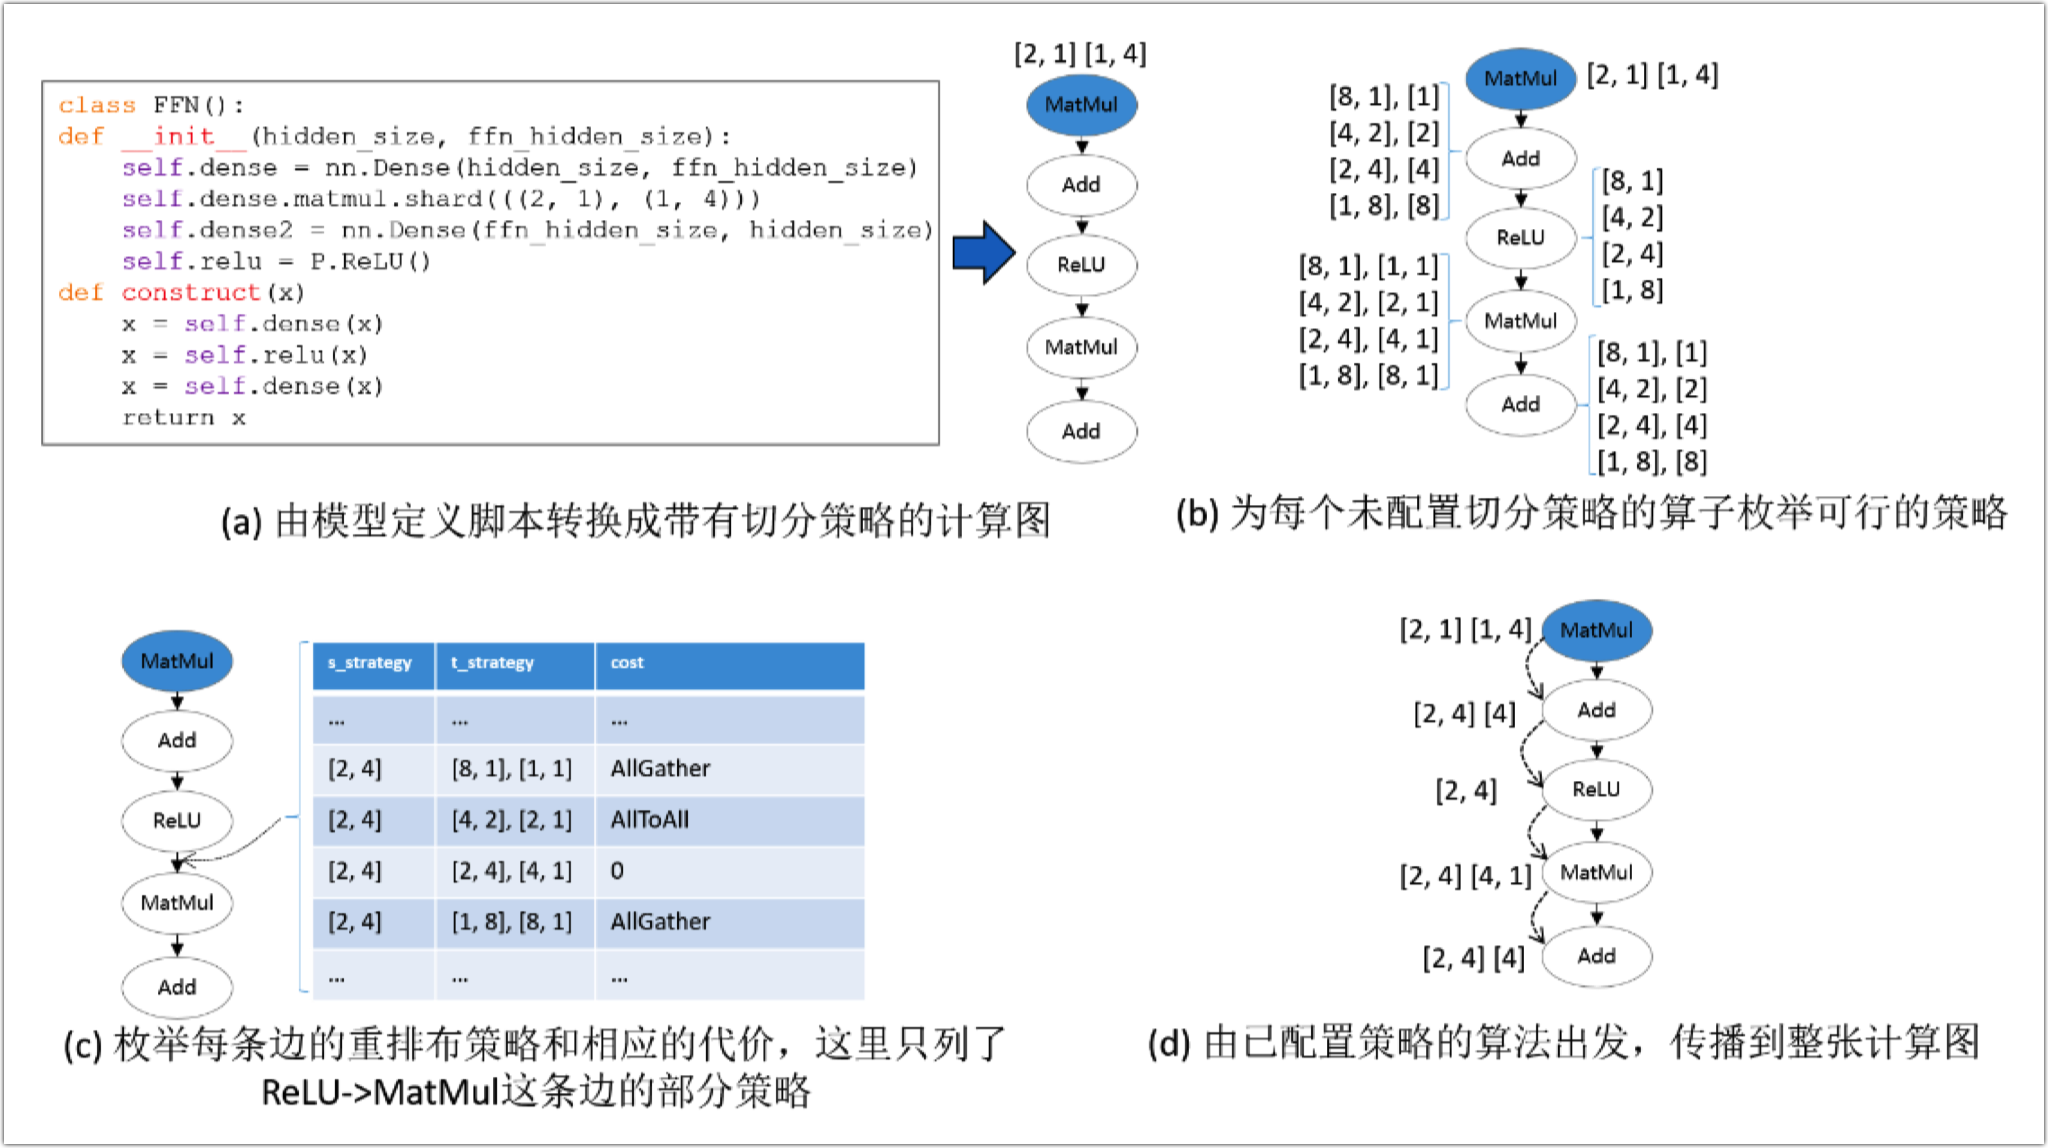 class FFN():
def __init__(hidden_size, ffn_hidden_size):
self.dense = nn.Dense(hidden_size, ffn_hidden_size)
self.dense.matmul.shard(((2, 1), (1, 4)))
self.dense2 = nn.Dense(ffn_hidden_size, hidden_size)
self.relu = P.ReLU()
def construct(x)
x = self.dense(x)
x = self.relu(x)
x = self.dense(x)
return x
[2, 1] [1, 4]
MatMul
Add
ReLU
MatMul
Add
(a) 由模型定义脚本转换成带有切分策略的计算图
MatMul
[2, 1] [1, 4]
[8, 1], [1]
[4, 2], [2]
[2, 4], [4]
[1, 8], [8]
Add
[8, 1]
[4, 2]
[2, 4]
[1, 8]
ReLU
[8, 1], [1, 1]
[4, 2], [2, 1]
[2, 4], [4, 1]
[1, 8], [8, 1]
MatMul
[8, 1], [1]
[4, 2], [2]
[2, 4], [4]
[1, 8], [8]
Add
(b) 为每个未配置切分策略的算子枚举可行的策略
MatMul
Add
ReLU
MatMul
Add
s_strategy t_strategy cost
... ... ...
[2, 4] [8, 1], [1, 1] AllGather
[2, 4] [4, 2], [2, 1] AllToAll
[2, 4] [2, 4], [4, 1] 0
[2, 4] [1, 8], [8, 1] AllGather
... ... ...
(c) 枚举每条边的重排布策略和相应的代价，这里只列了
ReLU->MatMul这条边的部分策略
[2, 1] [1, 4] MatMul
[2, 4] [4] Add
[2, 4] ReLU
[2, 4] [4, 1] MatMul
[2, 4] [4] Add
(d) 由已配置策略的算法出发，传播到整张计算图